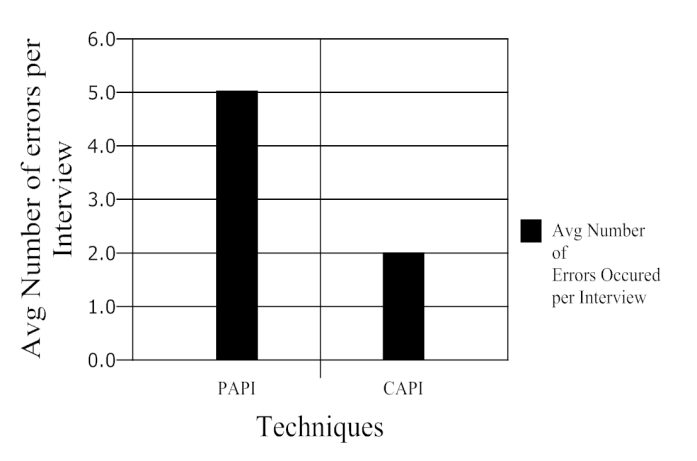 Avg Number of errors per
Interview
6.0
5.0
4.0
3.0
2.0
1.0
0.0
PAPI
CAPI
Techniques
Avg Number
of
Errors Occured
per Interview